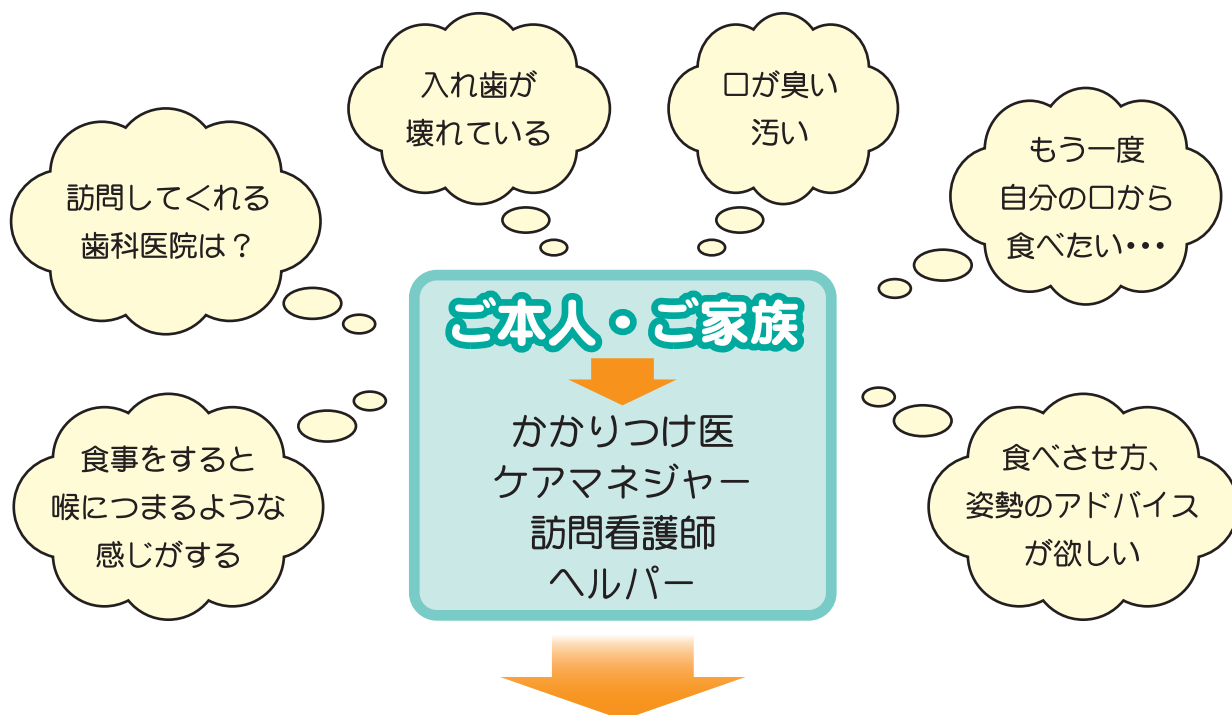 入れ歯が
壊れている
口が臭い
汚い
訪問してくれる
歯科医院は？
もう一度
自分の口から
食べたい･･･
ご本人・ご家族
かかりつけ医
ケアマネジャー
訪問看護師
ヘルパー
食事をすると
喉につまるような
感じがする
食べさせ方、
姿勢のアドバイス
が欲しい